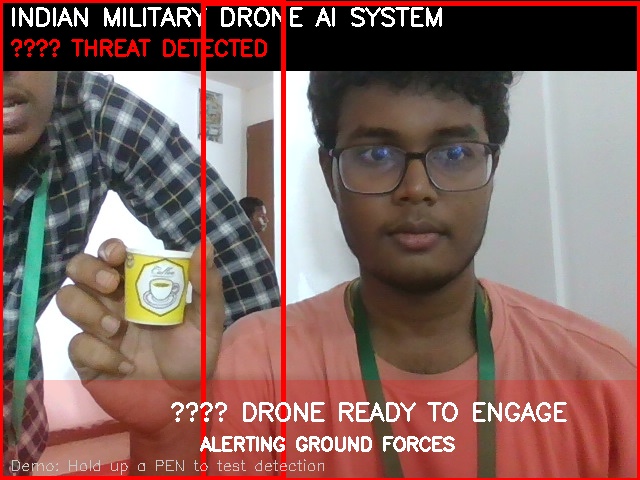 INDIAN MILITARY DRONE AI SYSTEM
???? THREAT DETECTED
Coffee
???? DRONE READY TO ENGAGE
ALERTING GROUND FORCES
Demo: Hold up a PEN to test detection